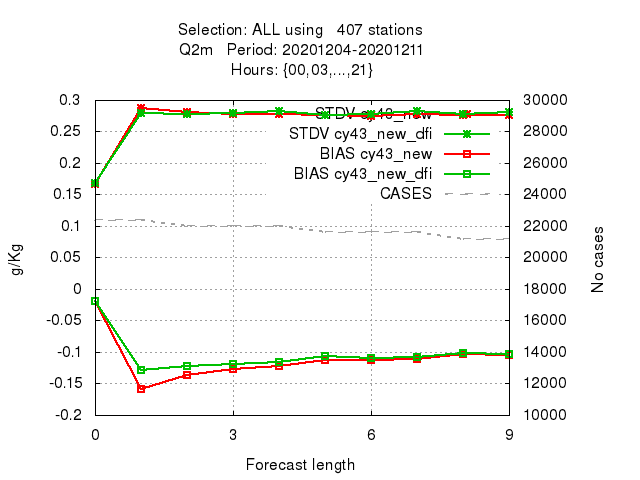 Selection: ALL using   407 stations
Q2m   Period: 20201204-20201211
Hours: {00,03,...,21}
0.3
0.25
0.2
0.15
0.1
0.05
0
-0.05
-0.1
-0.15
-0.2
g/Kg
STDV cy43_new
STDV cy43_new_dfi
BIAS cy43_new
BIAS cy43_new_dfi
CASES
30000
28000
26000
24000
22000
20000
18000
16000
14000
12000
10000
No cases
0 3 6 9
Forecast length